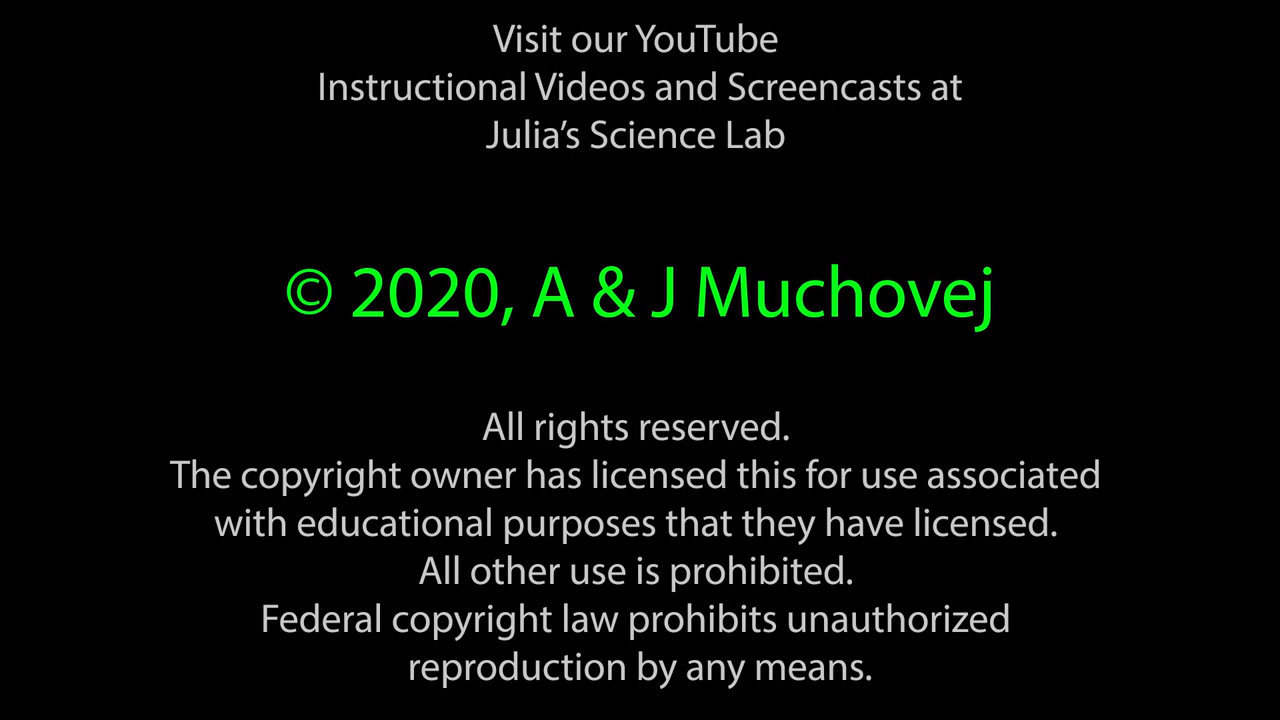 Visit our YouTube
Instructional Videos and Screencasts at
Julia’s Science Lab
© 2020, A & J Muchovej
All rights reserved.
The copyright owner has licensed this for use associated
with educational purposes that they have licensed.
All other use is prohibited.
Federal copyright law prohibits unauthorized
reproduction by any means.